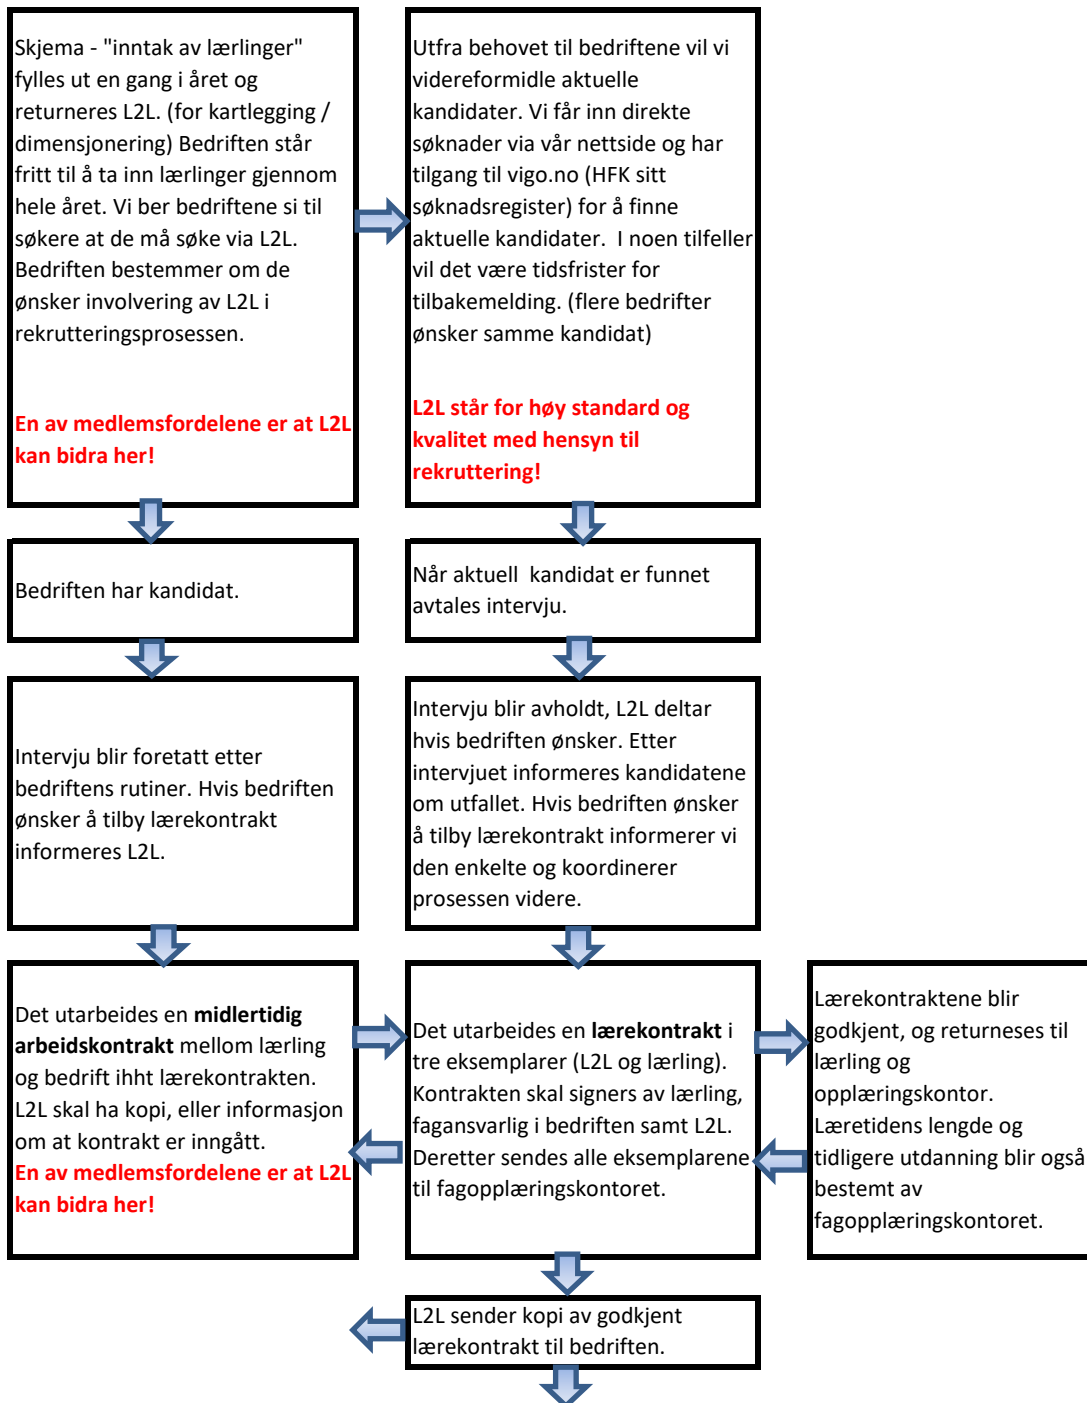 Skjema - "inntak av lærlinger"
fylles ut en gang i året og
returneres L2L. (for kartlegging /
dimensjonering) Bedriften står
fritt til å ta inn lærlinger gjennom
hele året. Vi ber bedriftene si til
søkere at de må søke via L2L.
Bedriften bestemmer om de
ønsker involvering av L2L i
rekrutteringsprosessen.
En av medlemsfordelene er at L2L
kan bidra her!
Utfra behovet til bedriftene vil vi
videreformidle aktuelle
kandidater. Vi får inn direkte
søknader via vår nettside og har
tilgang til vigo.no (HFK sitt
søknadsregister) for å finne
aktuelle kandidater.  I noen tilfeller
vil det være tidsfrister for
tilbakemelding. (flere bedrifter
ønsker samme kandidat)
L2L står for høy standard og
kvalitet med hensyn til
rekruttering!
Bedriften har kandidat.
Når aktuell  kandidat er funnet
avtales intervju.
Intervju blir foretatt etter
bedriftens rutiner. Hvis bedriften
ønsker å tilby lærekontrakt
informeres L2L.
Intervju blir avholdt, L2L deltar
hvis bedriften ønsker. Etter
intervjuet informeres kandidatene
om utfallet. Hvis bedriften ønsker
å tilby lærekontrakt informerer vi
den enkelte og koordinerer
prosessen videre.
Det utarbeides en midlertidig
arbeidskontrakt mellom lærling
og bedrift ihht lærekontrakten.
L2L skal ha kopi, eller informasjon
om at kontrakt er inngått.
En av medlemsfordelene er at L2L
kan bidra her!
Det utarbeides en lærekontrakt i
tre eksemplarer (L2L og lærling).
Kontrakten skal signers av lærling,
fagansvarlig i bedriften samt L2L.
Deretter sendes alle eksemplarene
til fagopplæringskontoret.
Lærekontraktene blir
godkjent, og returneses til
lærling og
opplæringskontor.
Læretidens lengde og
tidligere utdanning blir også
bestemt av
fagopplæringskontoret.
L2L sender kopi av godkjent
lærekontrakt til bedriften.